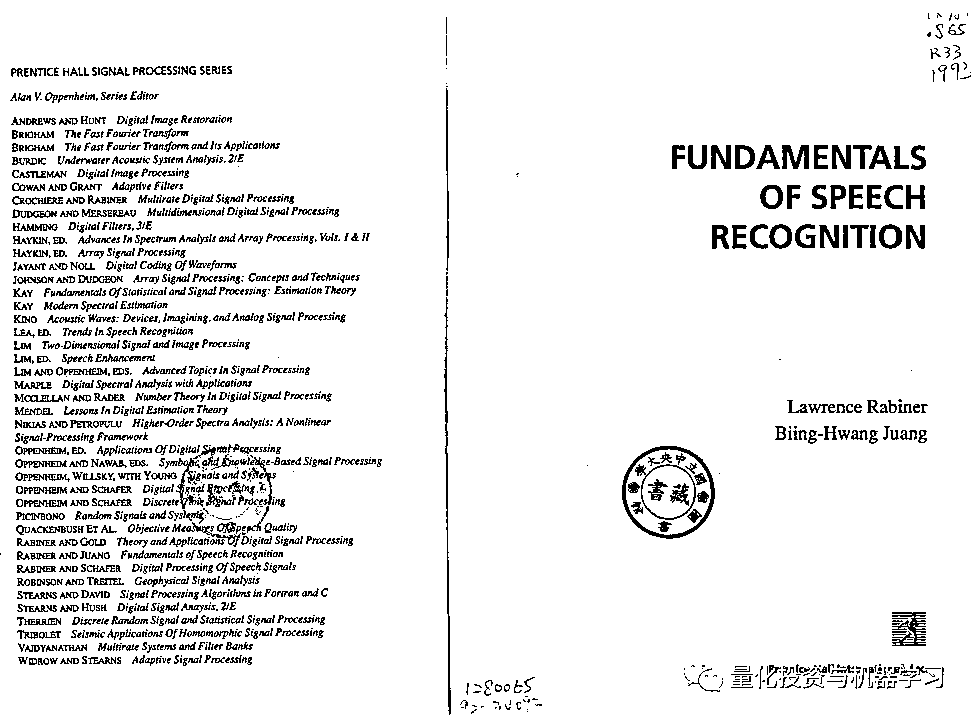 PRENTICE HALL SIGNAL PROCESSING SERIES
Alan V. Oppenheim, Series Editor
ANDREWS AND HUNT Digital Image Restoration
BRIGHAM The Fast Fourier Transform
BRIGHAM The Fast Fourier Transform and Its Applications
BURDIC Underwater Acoustic System Analysis, 2/E
CASTLEMAN Digital Image Processing
COWAN AND GRANT Adaptive Filters
CROCHIERE AND RABINER Multirate Digital Signal Processing
DUDGEON AND MERSEREAU Multidimensional Digital Signal Processing
HAMMING Digital Filters, 3/E
HAYKIN, ED. Advances In Spectrum Analysis and Array Processing, Vols. I & II
HAYKIN, ED. Array Signal Processing
JAYANT AND NOLL Digital Coding Of Waveforms
JOHNSON AND DUDGEON Array Signal Processing: Concepts and Techniques
KAY Fundamentals Of Statistical and Signal Processing: Estimation Theory
KAY Modern Spectral Estimation
KINO Acoustic Waves: Devices, Imagining, and Analog Signal Processing
LEA, ED. Trends In Speech Recognition
LIM Two-Dimensional Signal and Image Processing
LIM, ED. Speech Enhancement
LIM AND OPPENHEIM, EDS. Advanced Topics In Signal Processing
MARPLE Digital Spectral Analysis with Applications
MCCLELLAN AND RADER Number Theory In Digital Signal Processing
MENDEL Lessons In Digital Estimation Theory
NIKIAS AND PETROPULU Higher-Order Spectra Analysis: A Nonlinear
Signal-Processing Framework
OPPENHEIM, ED. Applications Of Digital Signal Processing
OPPENHEIM AND NAWAB, EDS. Symbolic and Knowledge-Based Signal Processing
OPPENHEIM, WILLSKY, WITH YOUNG Signals and Systems
OPPENHEIM AND SCHAFER Digital Signal Processing
OPPENHEIM AND SCHAFER Discrete-Time Signal Processing
PICINBONO Random Signals and Systems
QUACKENBUSH ET AL. Objective Measures Of Speech Quality
RABINER AND GOLD Theory and Applications Of Digital Signal Processing
RABINER AND JUANG Fundamentals of Speech Recognition
RABINER AND SCHAFER Digital Processing Of Speech Signals
ROBINSON AND TREITEL Geophysical Signal Analysis
STEARNS AND DAVID Signal Processing Algorithms in Fortran and C
STEARNS AND HUSH Digital Signal Anaysis, 2/E
THERRIEN Discrete Random Signal and Statistical Signal Processing
TRIBOLET Seismic Applications Of Homomorphic Signal Processing
VAIDYANATHAN Multirate Systems and Filter Banks
WIDROW AND STEARNS Adaptive Signal Processing
.S65
R33
1993
FUNDAMENTALS
OF SPEECH
RECOGNITION
Lawrence Rabiner
Biing-Hwang Juang
國立中央大學
圖書館
藏書
1280065
量化投资与机器学习